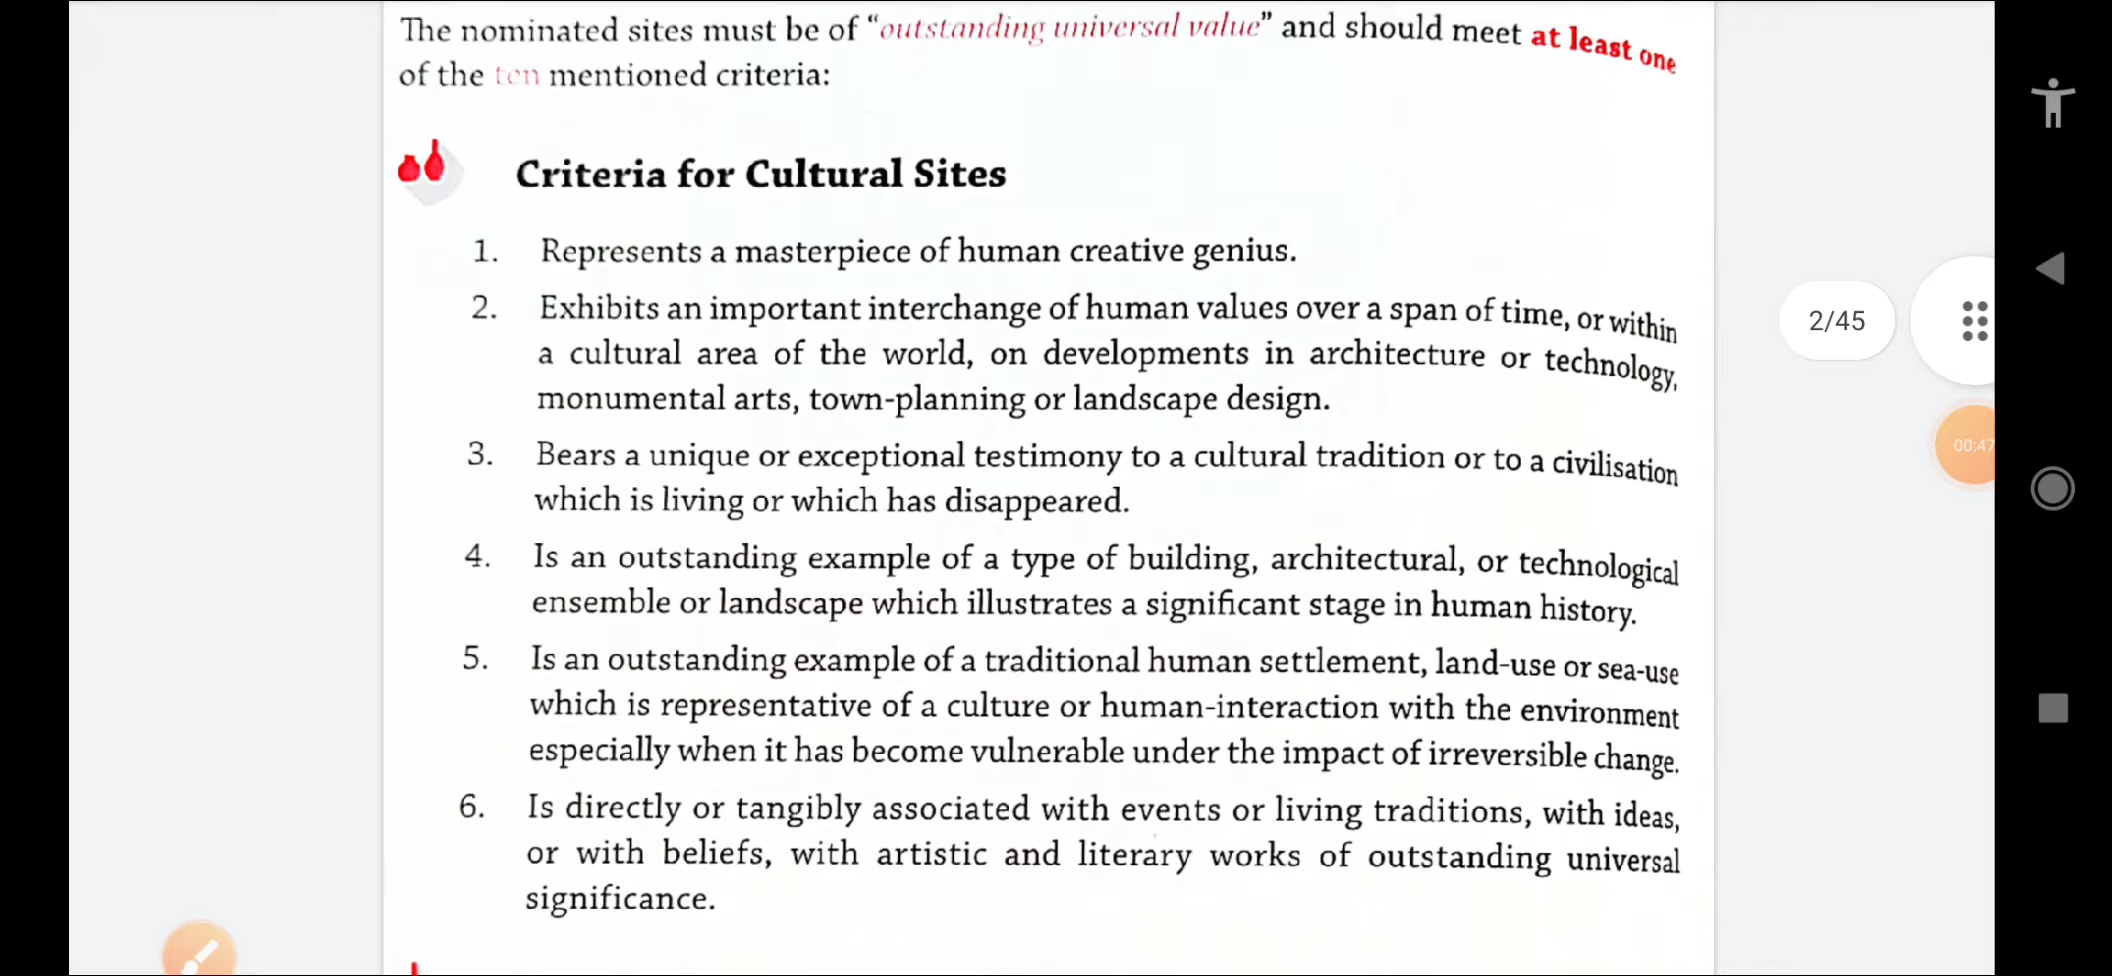 The nominated sites must be of “outstanding universal value” and should meet at least one
of the ten mentioned criteria:
Criteria for Cultural Sites
1. Represents a masterpiece of human creative genius.
2. Exhibits an important interchange of human values over a span of time, or within
a cultural area of the world, on developments in architecture or technology,
monumental arts, town-planning or landscape design.
3. Bears a unique or exceptional testimony to a cultural tradition or to a civilisation
which is living or which has disappeared.
4. Is an outstanding example of a type of building, architectural, or technological
ensemble or landscape which illustrates a significant stage in human history.
5. Is an outstanding example of a traditional human settlement, land-use or sea-use
which is representative of a culture or human-interaction with the environment
especially when it has become vulnerable under the impact of irreversible change.
6. Is directly or tangibly associated with events or living traditions, with ideas,
or with beliefs, with artistic and literary works of outstanding universal
significance.
2/45
00:47